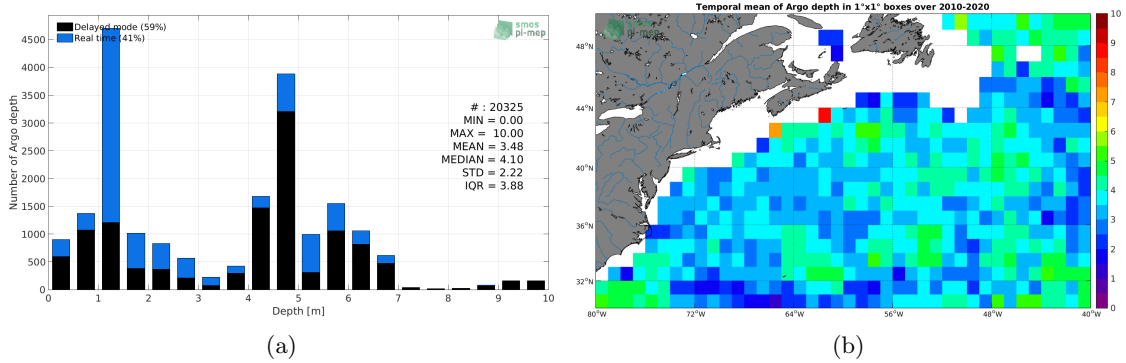 Delayed mode (59%)
Real time (41%)
smos
pi-mep
Number of Argo depth
4500
4000
3500
3000
2500
2000
1500
1000
500
0
# : 20325
MIN = 0.00
MAX = 10.00
MEAN = 3.48
MEDIAN = 4.10
STD = 2.22
IQR = 3.88
0 1 2 3 4 5 6 7 8 9 10
Depth [m]
(a)
Temporal mean of Argo depth in 1°x1° boxes over 2010-2020
smos
pi-mep
48°N
44°N
40°N
36°N
32°N
80°W 72°W 64°W 56°W 48°W 40°W
10
9
8
7
6
5
4
3
2
1
0
(b)